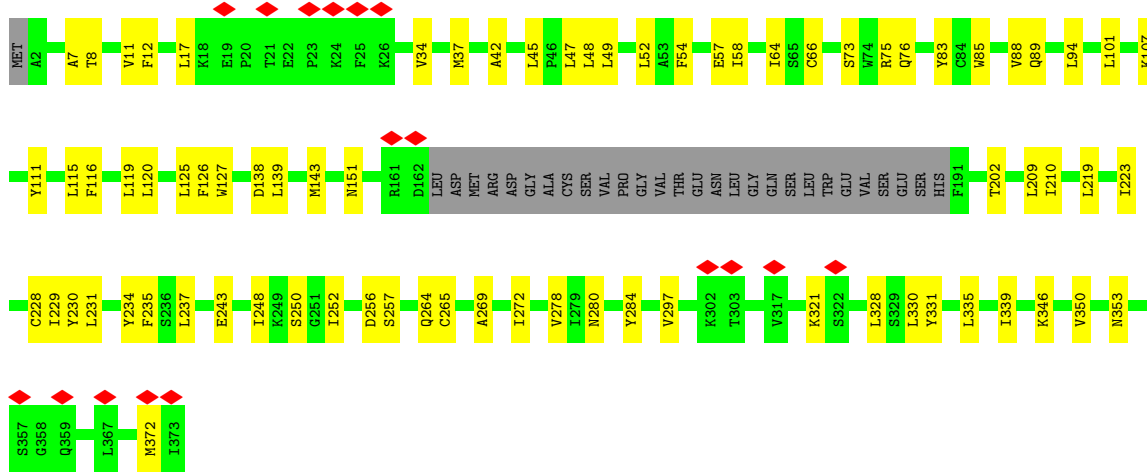 MET A2 A7 T8 V11 F12 L17 K18 E19 P20 T21 E22 P23 K24 F25 K26 V34 M37 A42 L45 P46 L47 L48 L49 L52 A53 F54 E57 I58 I64 S65 C66 S73 W74 R75 Q76 Y83 C84 W85 V88 Q89 L94 L101 K107
Y111 L115 F116 L119 L120 L125 F126 W127 D138 L139 M143 N151 R161 D162 LEU ASP MET ARG ASP GLY ALA CYS SER VAL PRO GLY VAL THR GLU ASN LEU GLY GLN SER LEU TRP GLU VAL SER GLU SER HIS F191 T202 L209 I210 L219 I223
C228 I229 Y230 L231 Y234 F235 S236 L237 E243 I248 K249 S250 G251 I252 D256 S257 Q264 C265 A269 I272 V278 I279 N280 Y284 V297 K302 T303 V317 K321 S322 L328 S329 L330 Y331 L335 I339 K346 V350 N353
S357 G358 Q359 L367 M372 I373